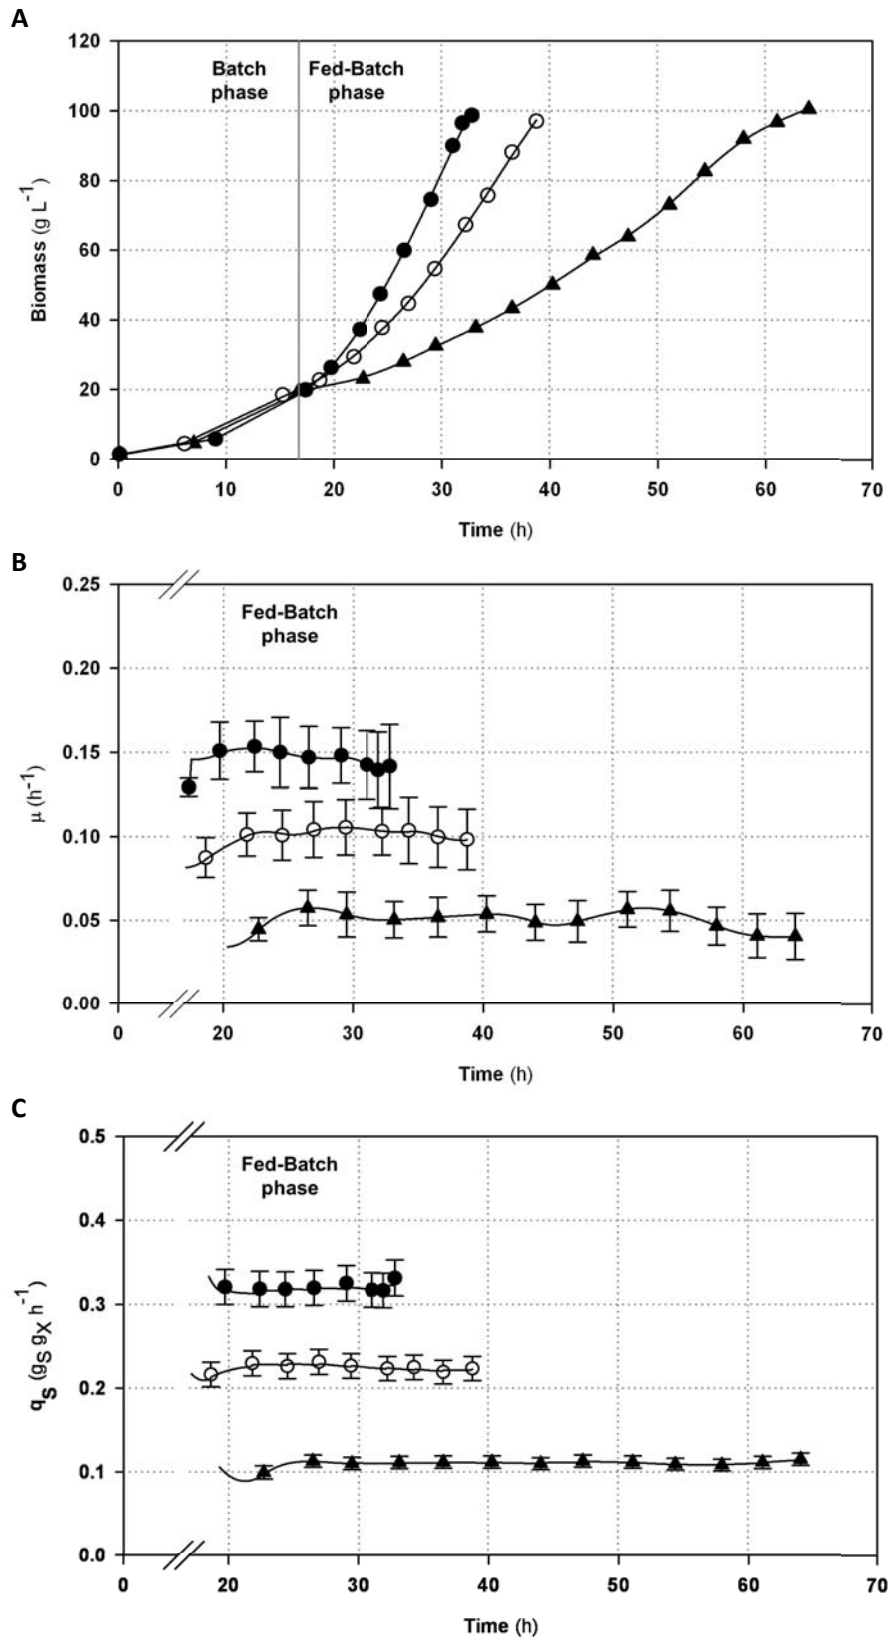 A
120
100
80
60
40
20
0
Biomass (g L⁻¹)
Batch
phase
Fed-Batch
phase
0 10 20 30 40 50 60 70
Time (h)
B
0.25
0.20
0.15
0.10
0.05
0.00
μ (h⁻¹)
Fed-Batch
phase
0 20 30 40 50 60 70
Time (h)
C
0.5
0.4
0.3
0.2
0.1
0.0
qS (gS gX h⁻¹)
Fed-Batch
phase
0 20 30 40 50 60 70
Time (h)